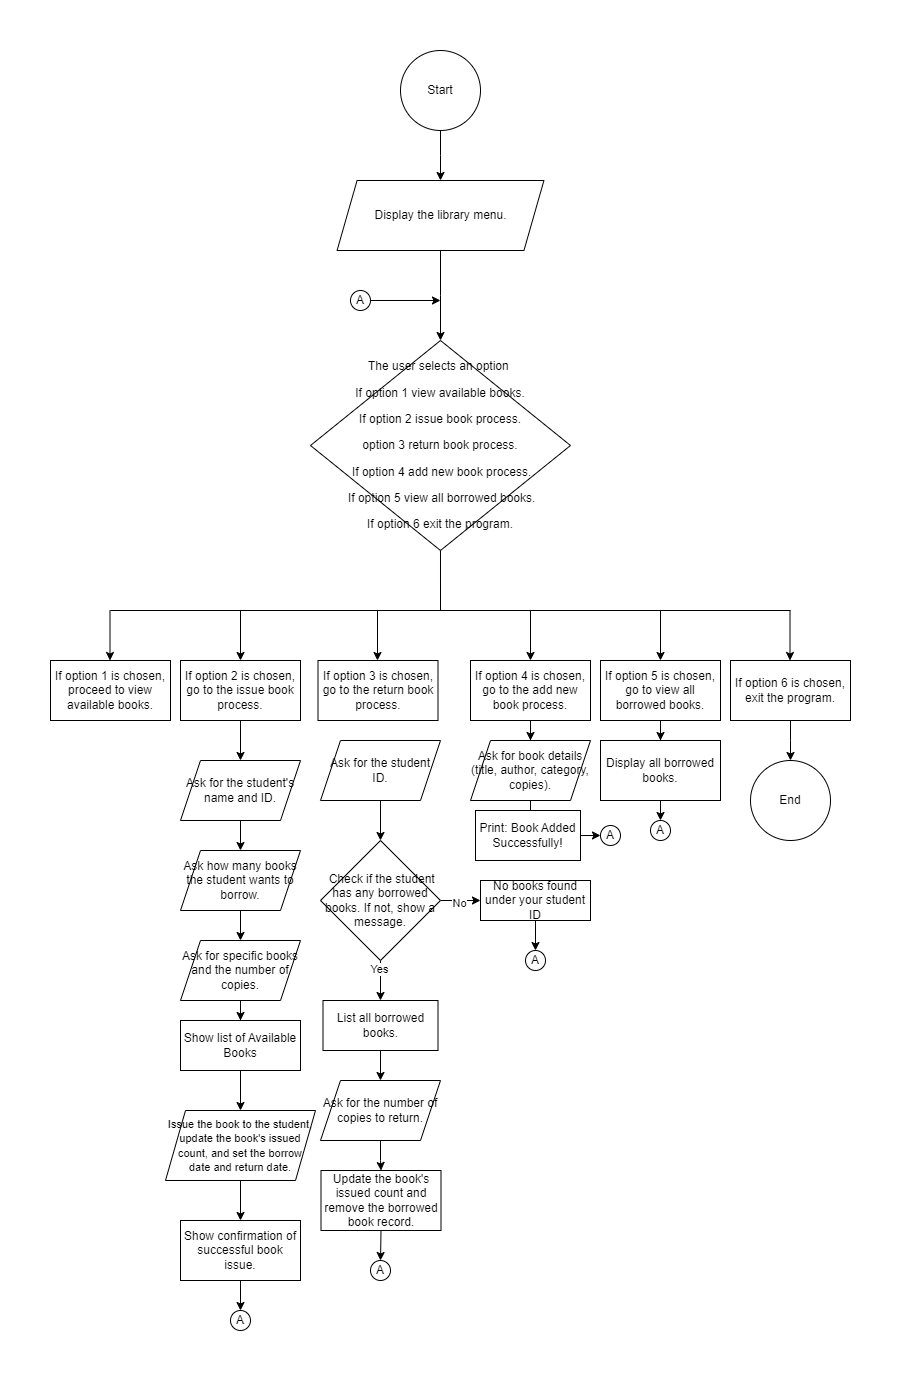 Start
Display the library menu.
A
The user selects an option
If option 1 view available books.
If option 2 issue book process.
option 3 return book process.
If option 4 add new book process.
If option 5 view all borrowed books.
If option 6 exit the program.
If option 1 is chosen,
proceed to view
available books.
If option 2 is chosen,
go to the issue book
process.
If option 3 is chosen,
go to the return book
process.
If option 4 is chosen,
go to the add new
book process.
If option 5 is chosen,
go to view all
borrowed books.
If option 6 is chosen,
exit the program.
Ask for the student's
name and ID.
Ask how many books
the student wants to
borrow.
Ask for specific books
and the number of
copies.
Show list of Available
Books
Issue the book to the student,
update the book's issued
count, and set the borrow
date and return date.
Show confirmation of
successful book
issue.
A
Ask for the student
ID.
Check if the student
has any borrowed
books. If not, show a
message.
No
No books found
under your student
ID
A
Yes
List all borrowed
books.
Ask for the number of
copies to return.
Update the book's
issued count and
remove the borrowed
book record.
A
Ask for book details
(title, author, category,
copies).
Print: Book Added
Successfully!
A
Display all borrowed
books.
A
End